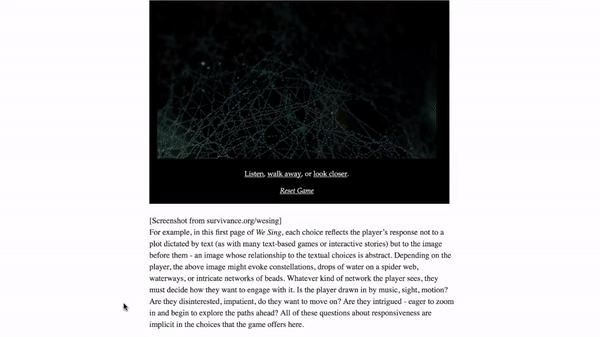 Listen, walk away, or look closer.
Reset Game
[Screenshot from survivance.org/wesing]
For example, in this first page of We Sing, each choice reflects the player's response not to a
plot dictated by text (as with many text-based games or interactive stories) but to the image
before them - an image whose relationship to the textual choices is abstract. Depending on the
player, the above image might evoke constellations, drops of water on a spider web,
waterways, or intricate networks of beads. Whatever kind of network the player sees, they
must decide how they want to engage with it. Is the player drawn in by music, sight, motion?
Are they disinterested, impatient, do they want to move on? Are they intrigued - eager to zoom
in and begin to explore the paths ahead? All of these questions about responsiveness are
implicit in the choices that the game offers here.